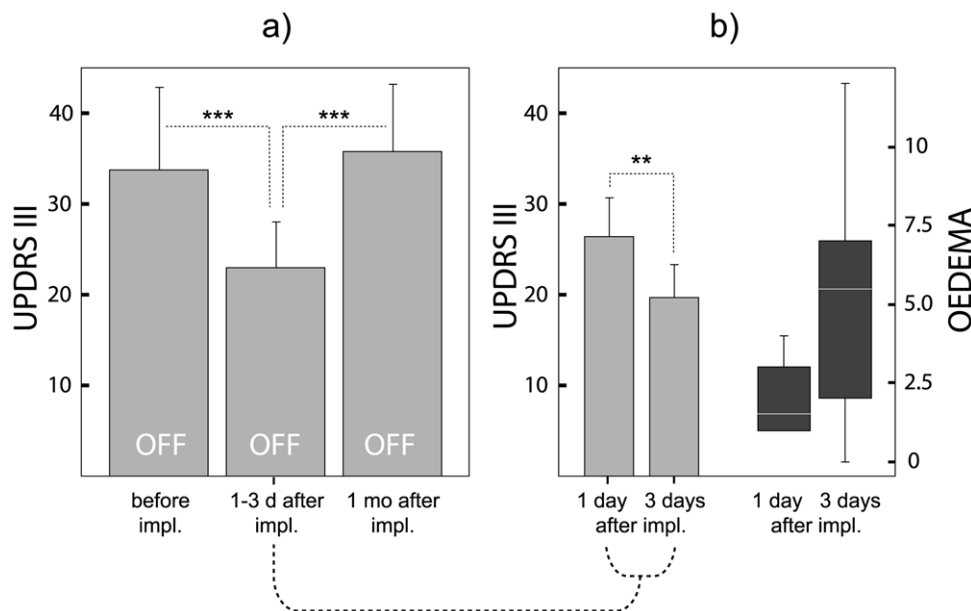 a)
b)
UPDRS III
40
30
20
10
***
***
OFF
OFF
OFF
before
impl.
1-3 d after
impl.
1 mo after
impl.
UPDRS III
40
30
20
10
**
10
7.5
5.0
2.5
0
OEDEMA
1 day
3 days
after impl.
1 day
3 days
after impl.